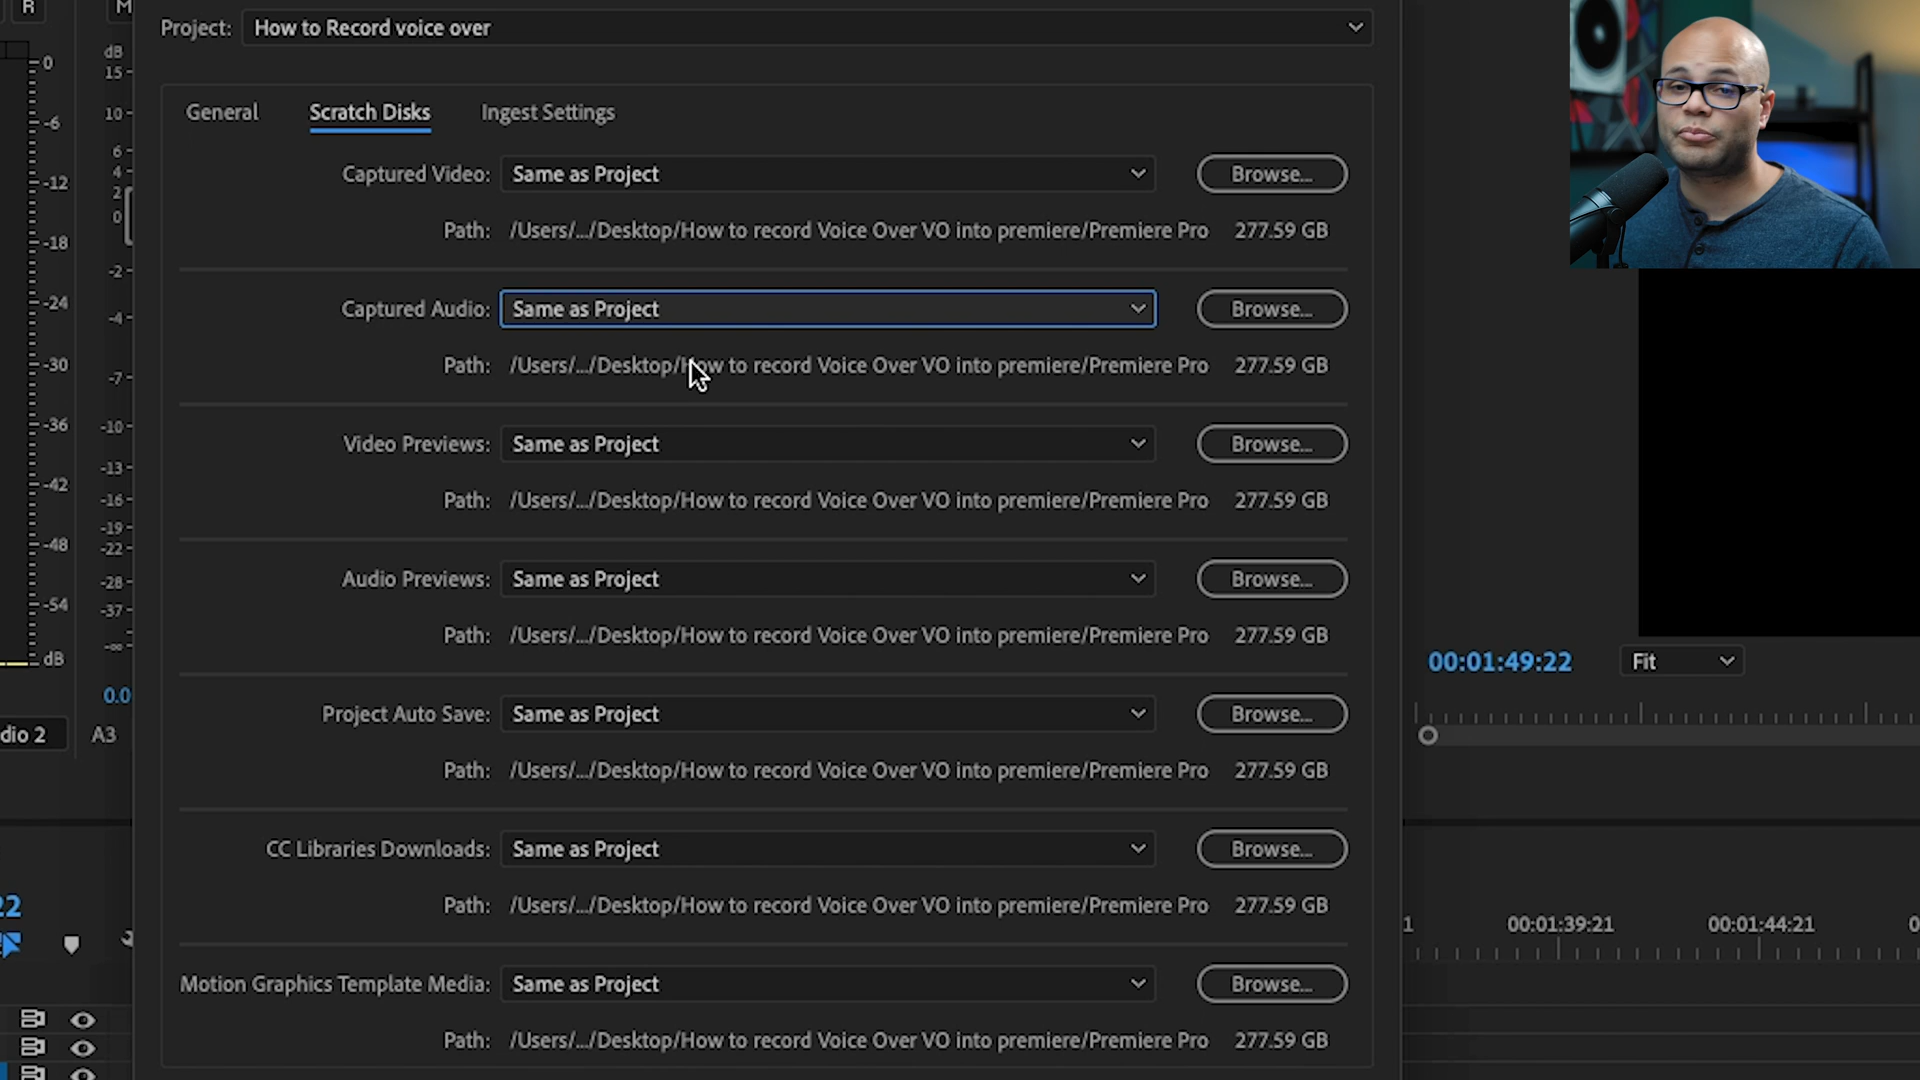 R
M
Project: How to Record voice over
General Scratch Disks Ingest Settings
Captured Video: Same as Project Browse...
Path: /Users/.../Desktop/How to record Voice Over VO into premiere/Premiere Pro 277.59 GB
Captured Audio: Same as Project Browse...
Path: /Users/.../Desktop/How to record Voice Over VO into premiere/Premiere Pro 277.59 GB
Video Previews: Same as Project Browse...
Path: /Users/.../Desktop/How to record Voice Over VO into premiere/Premiere Pro 277.59 GB
Audio Previews: Same as Project Browse...
Path: /Users/.../Desktop/How to record Voice Over VO into premiere/Premiere Pro 277.59 GB
Project Auto Save: Same as Project Browse...
Path: /Users/.../Desktop/How to record Voice Over VO into premiere/Premiere Pro 277.59 GB
CC Libraries Downloads: Same as Project Browse...
Path: /Users/.../Desktop/How to record Voice Over VO into premiere/Premiere Pro 277.59 GB
Motion Graphics Template Media: Same as Project Browse...
Path: /Users/.../Desktop/How to record Voice Over VO into premiere/Premiere Pro 277.59 GB
0
-6
-12
-18
-24
-30
-36
-42
-48
-54
dB
dB
15
10
6
4
2
0
-2
-4
-7
-10
-13
-16
-19
-22
-28
-37
-∞
0.0
dio 2 A3
22
00:01:49:22 Fit
1 00:01:39:21 00:01:44:21 0